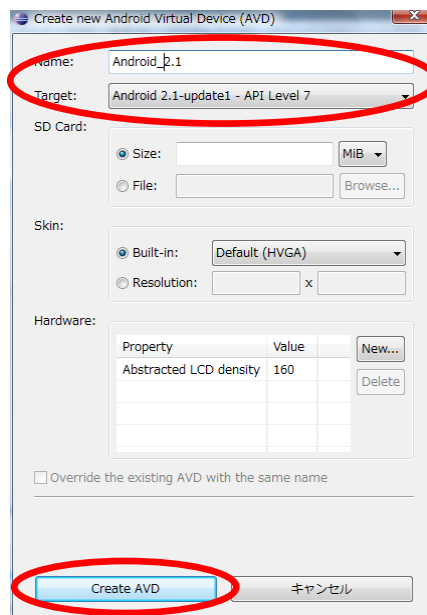 Create new Android Virtual Device (AVD)
Name: Android_2.1
Target: Android 2.1-update1 - API Level 7
SD Card:
Size: MiB
File: Browse...
Skin:
Built-in: Default (HVGA)
Resolution: x
Hardware:
Property Value New...
Abstracted LCD density 160
Delete
Override the existing AVD with the same name
Create AVD キャンセル